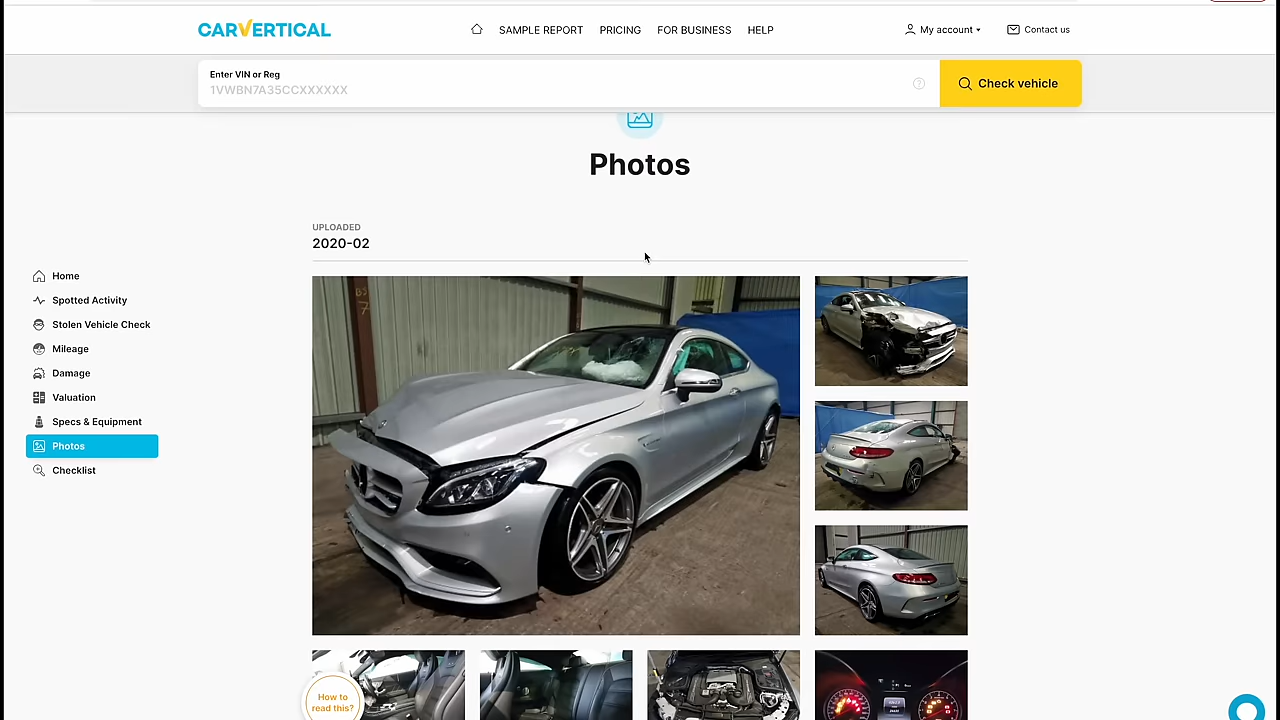 CARVERTICAL
SAMPLE REPORT
PRICING
FOR BUSINESS
HELP
My account
Contact us
Enter VIN or Reg
1VWBN7A35CCXXXXXX
Check vehicle
Photos
UPLOADED
2020-02
Home
Spotted Activity
Stolen Vehicle Check
Mileage
Damage
Valuation
Specs & Equipment
Photos
Checklist
How to
read this?